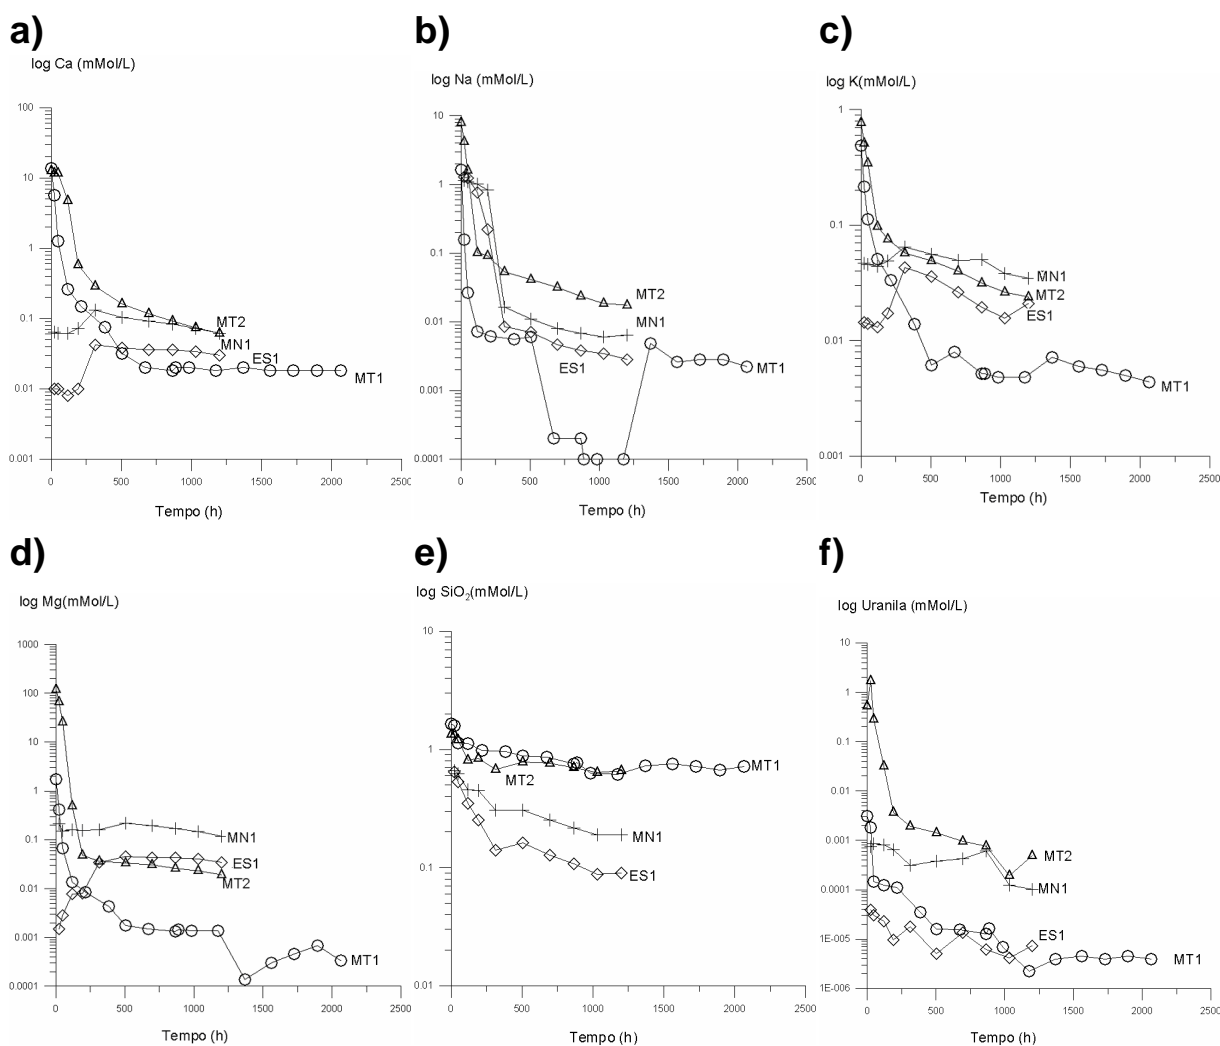 a)
log Ca (mMol/L)
100
10
1
0.1
0.01
0.001
0
500
1000
1500
2000
2500
MT2
MN1
ES1
MT1
Tempo (h)
b)
log Na (mMol/L)
10
1
0.1
0.01
0.001
0.0001
0
500
1000
1500
2000
2500
MT2
MN1
ES1
MT1
Tempo (h)
c)
log K(mMol/L)
1
0.1
0.01
0.001
0
500
1000
1500
2000
2500
MN1
MT2
ES1
MT1
Tempo (h)
d)
log Mg(mMol/L)
1000
100
10
1
0.1
0.01
0.001
0.0001
0
500
1000
1500
2000
2500
MN1
ES1
MT2
MT1
Tempo (h)
e)
log SiO₂(mMol/L)
10
1
0.1
0.01
0
500
1000
1500
2000
2500
MT1
MT2
MN1
ES1
Tempo (h)
f)
log Uranila (mMol/L)
10
1
0.1
0.01
0.001
0.0001
1E-005
1E-006
0
500
1000
1500
2000
2500
MT2
MN1
ES1
MT1
Tempo (h)